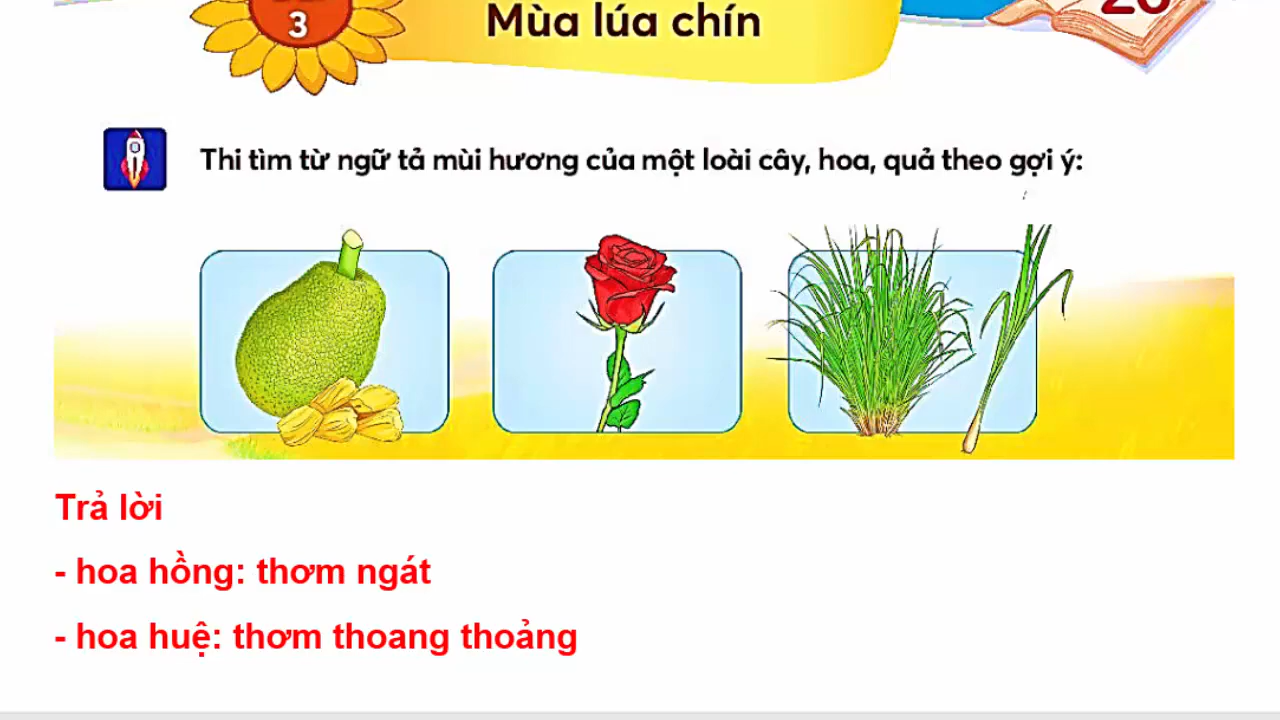 3
Mùa lúa chín
Thi tìm từ ngữ tả mùi hương của một loài cây, hoa, quả theo gợi ý:
Trả lời
- hoa hồng: thơm ngát
- hoa huệ: thơm thoang thoảng